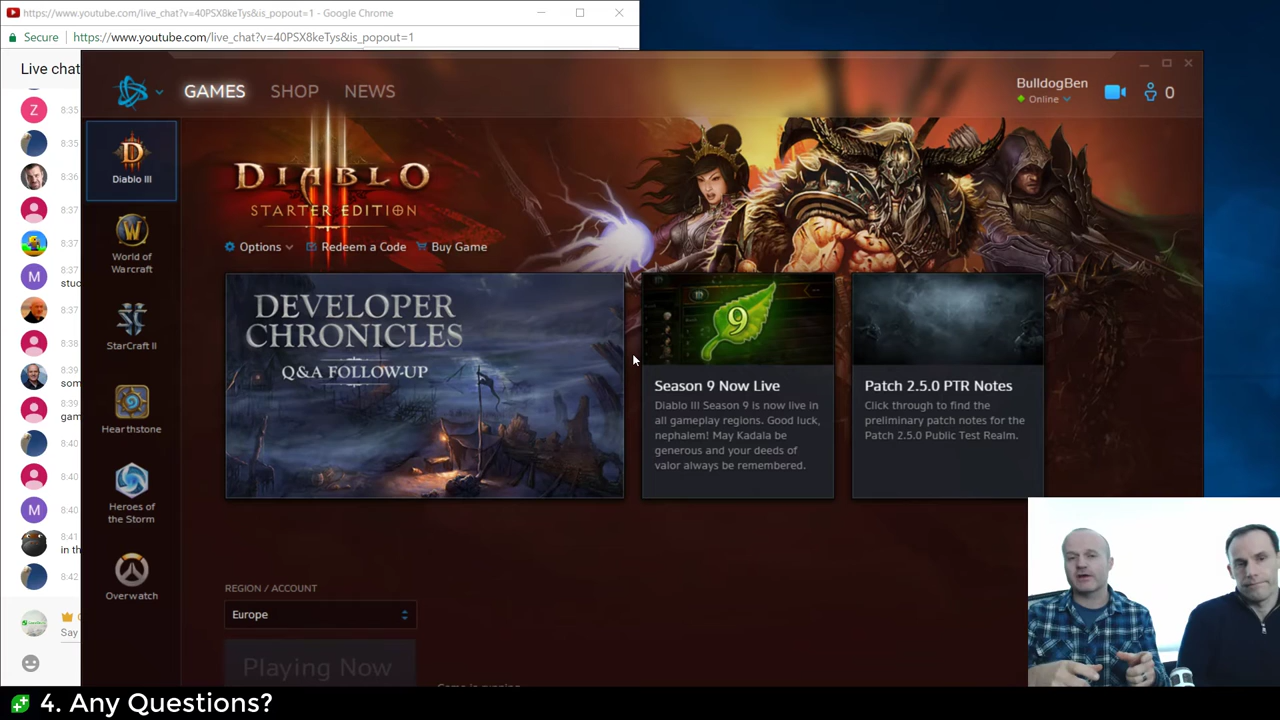 https://www.youtube.com/live_chat?v=40PSX8keTys&is_popout=1 - Google Chrome
Secure
https://www.youtube.com/live_chat?v=40PSX8keTys&is_popout=1
Live chat
GAMES
SHOP
NEWS
BulldogBen
Online
0
Z
8:35
8:35
8:36
8:37
8:37
M
8:37
stud
8:37
8:38
8:39
som
8:39
gam
8:40
8:40
M
8:40
8:41
in th
8:42
Say
Diablo III
World of
Warcraft
StarCraft II
Hearthstone
Heroes of
the Storm
Overwatch
DIABLO
III
STARTER EDITION
Options
Redeem a Code
Buy Game
DEVELOPER
CHRONICLES
Q&A FOLLOW-UP
9
Season 9 Now Live
Diablo III Season 9 is now live in
all gameplay regions. Good luck,
nephalem! May Kadala be
generous and your deeds of
valor always be remembered.
Patch 2.5.0 PTR Notes
Click through to find the
preliminary patch notes for the
Patch 2.5.0 Public Test Realm.
REGION / ACCOUNT
Europe
Playing Now
Game is running
4. Any Questions?